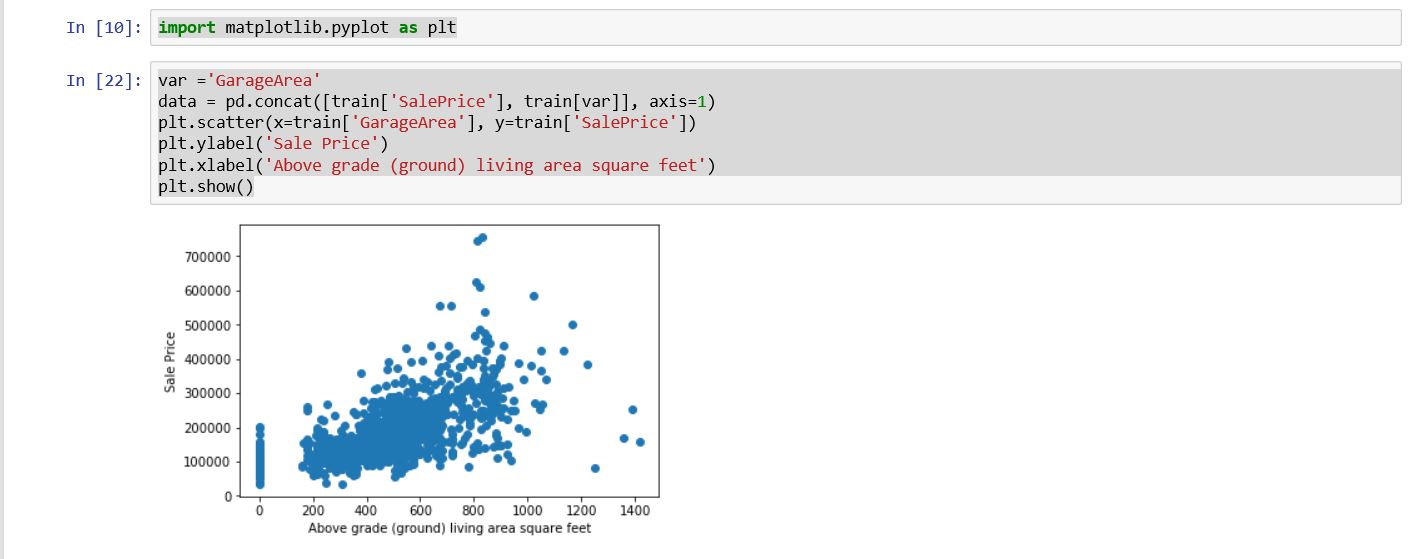 In [10]: import matplotlib.pyplot as plt
In [22]: var ='GarageArea'
data = pd.concat([train['SalePrice'], train[var]], axis=1)
plt.scatter(x=train['GarageArea'], y=train['SalePrice'])
plt.ylabel('Sale Price')
plt.xlabel('Above grade (ground) living area square feet')
plt.show()
700000
600000
500000
400000
300000
200000
100000
0
Sale Price
0 200 400 600 800 1000 1200 1400
Above grade (ground) living area square feet